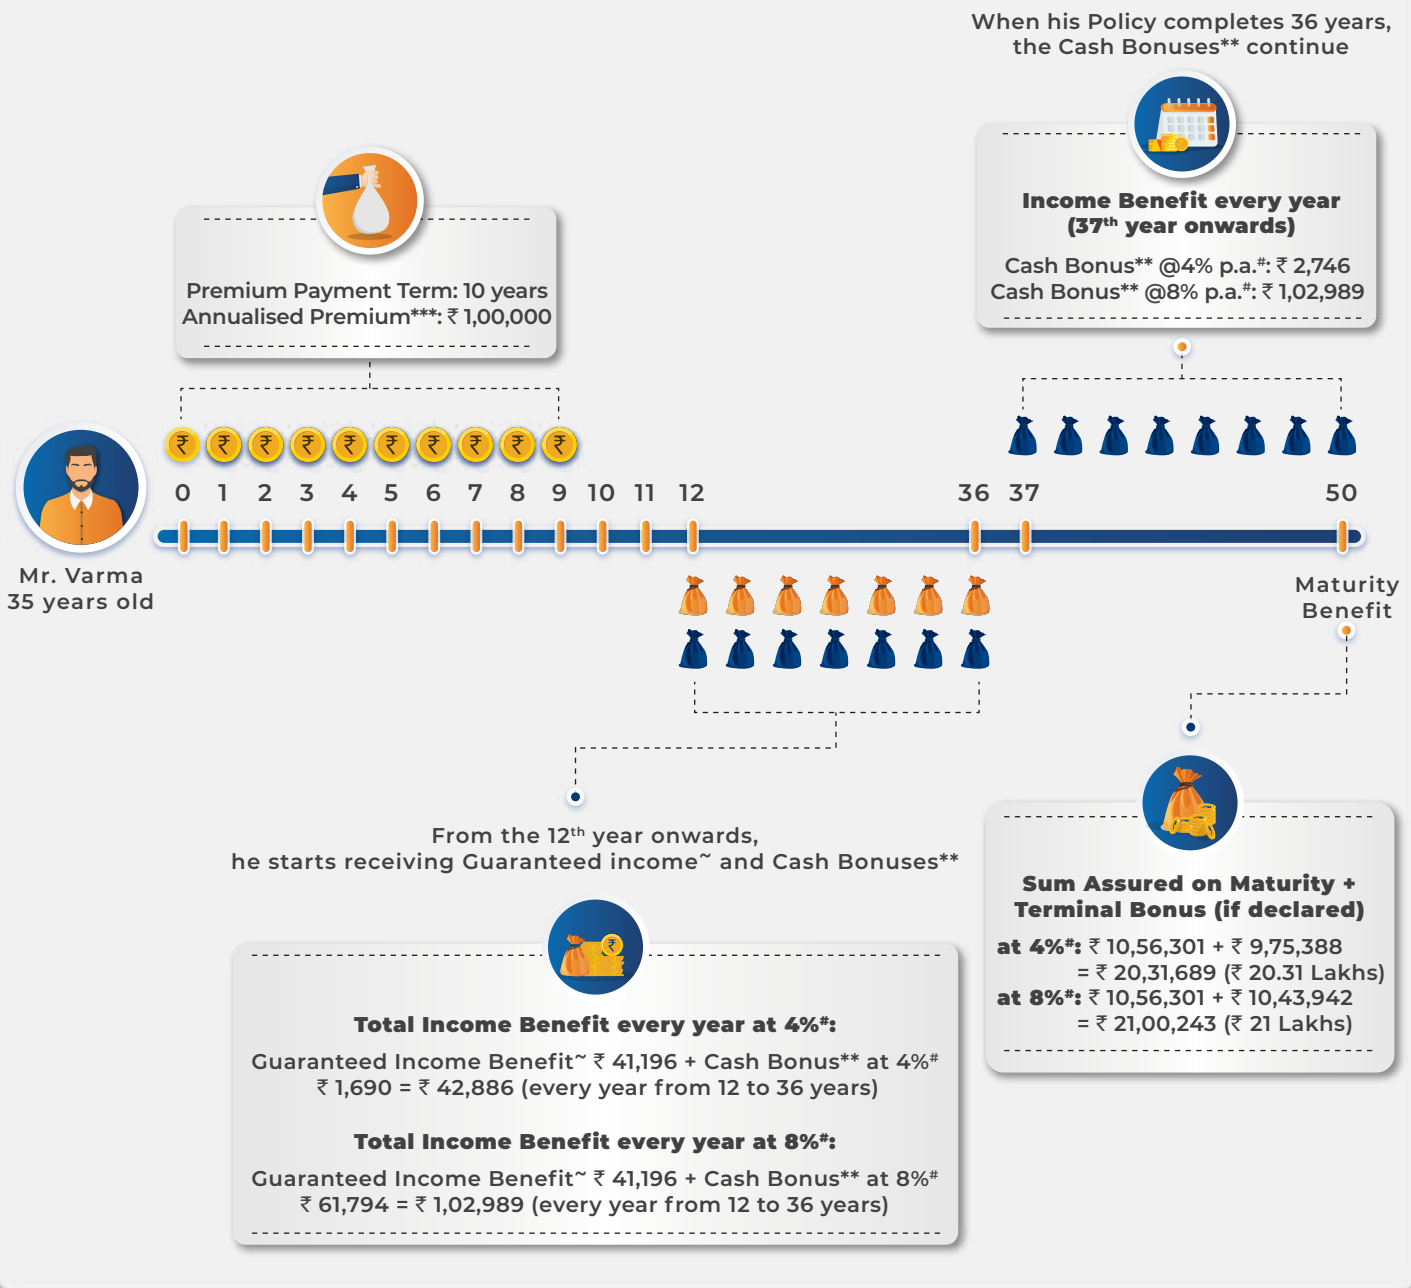 When his Policy completes 36 years,
the Cash Bonuses** continue
Income Benefit every year
(37th year onwards)
Cash Bonus** @4% p.a.#: ₹ 2,746
Cash Bonus** @8% p.a.#: ₹ 1,02,989
Premium Payment Term: 10 years
Annualised Premium***: ₹ 1,00,000
₹ ₹ ₹ ₹ ₹ ₹ ₹ ₹ ₹ ₹
0 1 2 3 4 5 6 7 8 9 10 11 12 36 37 50
Mr. Varma
35 years old
Maturity
Benefit
From the 12th year onwards,
he starts receiving Guaranteed income~ and Cash Bonuses**
₹
Total Income Benefit every year at 4%#:
Guaranteed Income Benefit~ ₹ 41,196 + Cash Bonus** at 4%#
₹ 1,690 = ₹ 42,886 (every year from 12 to 36 years)
Total Income Benefit every year at 8%#:
Guaranteed Income Benefit~ ₹ 41,196 + Cash Bonus** at 8%#
₹ 61,794 = ₹ 1,02,989 (every year from 12 to 36 years)
Sum Assured on Maturity +
Terminal Bonus (if declared)
at 4%#: ₹ 10,56,301 + ₹ 9,75,388
= ₹ 20,31,689 (₹ 20.31 Lakhs)
at 8%#: ₹ 10,56,301 + ₹ 10,43,942
= ₹ 21,00,243 (₹ 21 Lakhs)